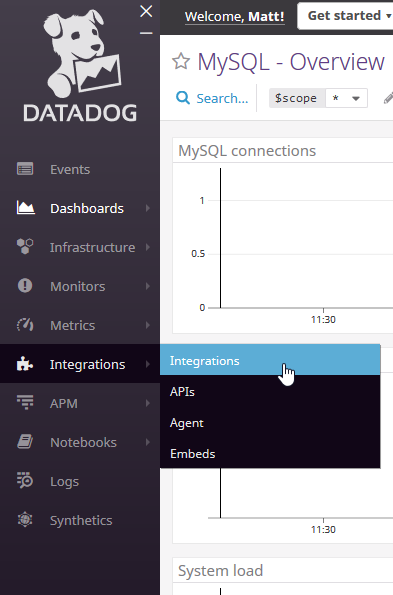 DATADOG
Events
Dashboards
Infrastructure
Monitors
Metrics
Integrations
APM
Notebooks
Logs
Synthetics
Welcome, Matt!
Get started
MySQL - Overview
Search...
$scope
*
MySQL connections
1
0.5
0
11:30
Integrations
APIs
Agent
Embeds
11:30
System load